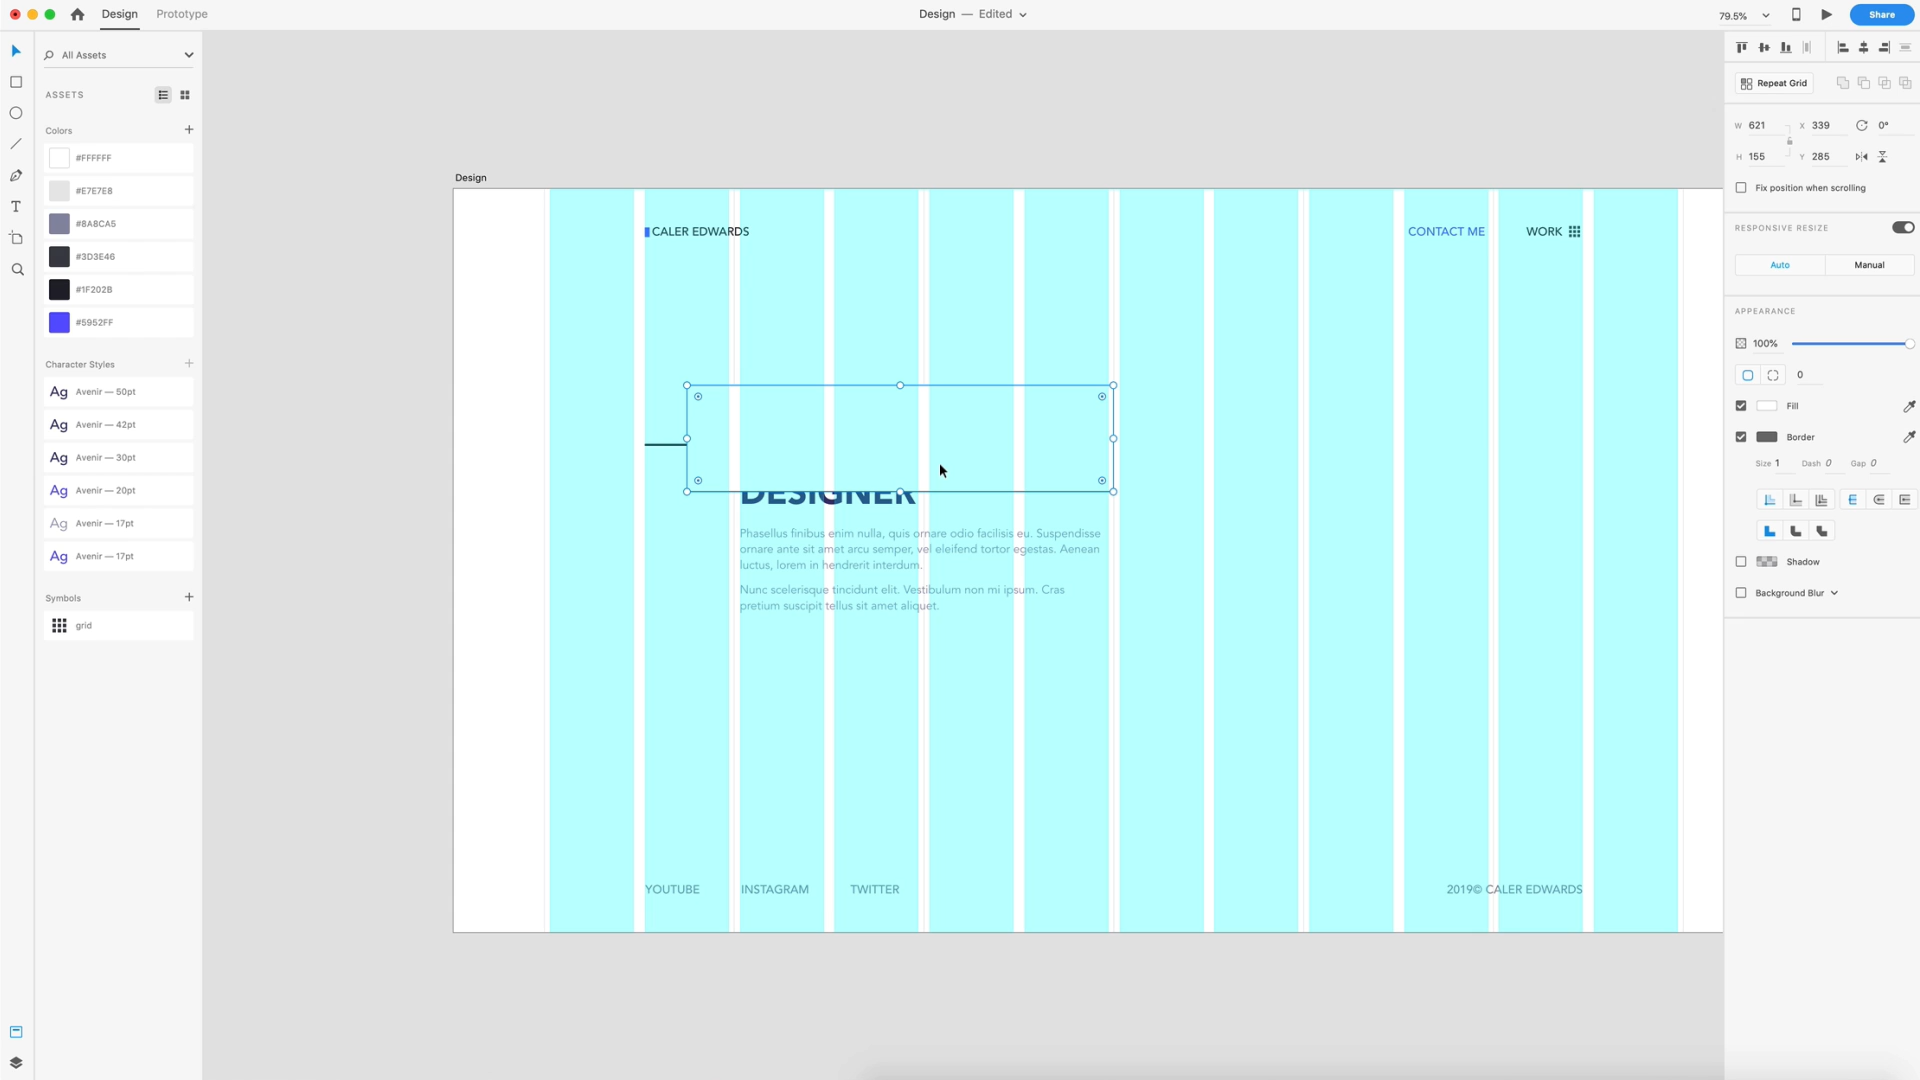 Design
Prototype
Design — Edited
79.5%
Share
All Assets
ASSETS
Colors
#FFFFFF
#E7E7E8
#8A8CA5
#3D3E46
#1F202B
#5952FF
Character Styles
Ag Avenir — 50pt
Ag Avenir — 42pt
Ag Avenir — 30pt
Ag Avenir — 20pt
Ag Avenir — 17pt
Ag Avenir — 17pt
Symbols
grid
Design
CALER EDWARDS
CONTACT ME
WORK
DESIGNER
Phasellus finibus enim nulla, quis ornare odio facilisis eu. Suspendisse
ornare ante sit amet arcu semper, vel eleifend tortor egestas. Aenean
luctus, lorem in hendrerit interdum.
Nunc scelerisque tincidunt elit. Vestibulum non mi ipsum. Cras
pretium suscipit tellus sit amet aliquet.
YOUTUBE
INSTAGRAM
TWITTER
2019© CALER EDWARDS
Repeat Grid
W 621 X 339 0°
H 155 Y 285
Fix position when scrolling
RESPONSIVE RESIZE
Auto
Manual
APPEARANCE
100%
0
Fill
Border
Size 1 Dash 0 Gap 0
Shadow
Background Blur